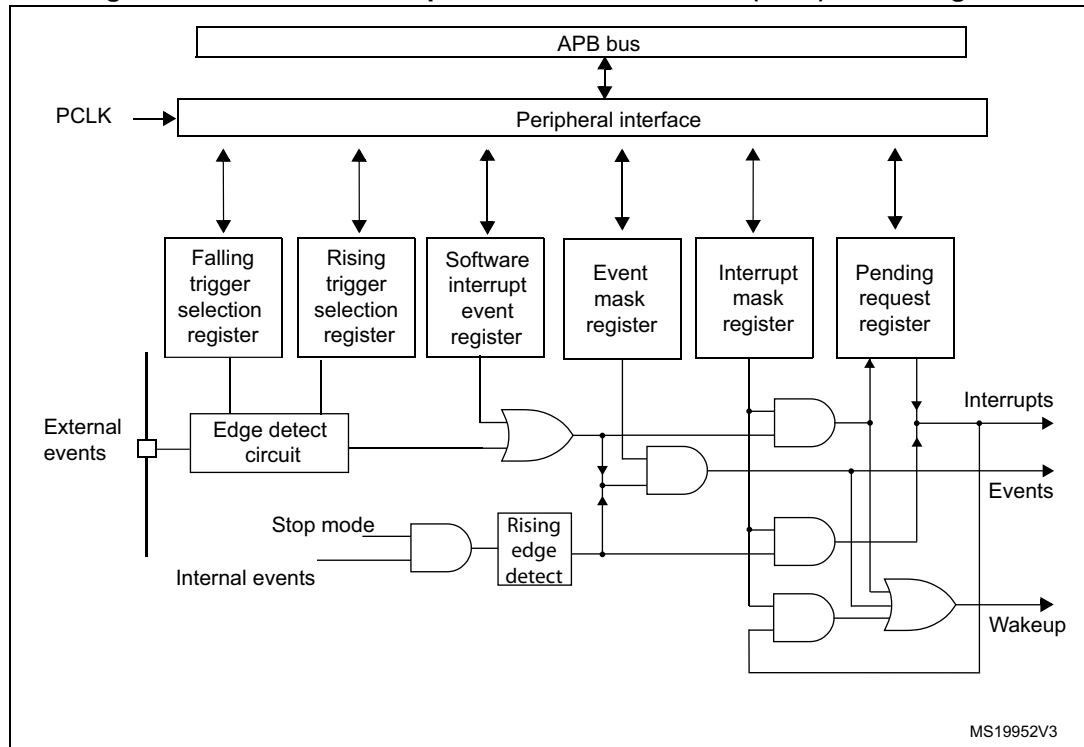 APB bus
PCLK
Peripheral interface
Falling
trigger
selection
register
Rising
trigger
selection
register
Software
interrupt
event
register
Event
mask
register
Interrupt
mask
register
Pending
request
register
External
events
Edge detect
circuit
Interrupts
Events
Stop mode
Internal events
Rising
edge
detect
Wakeup
MS19952V3